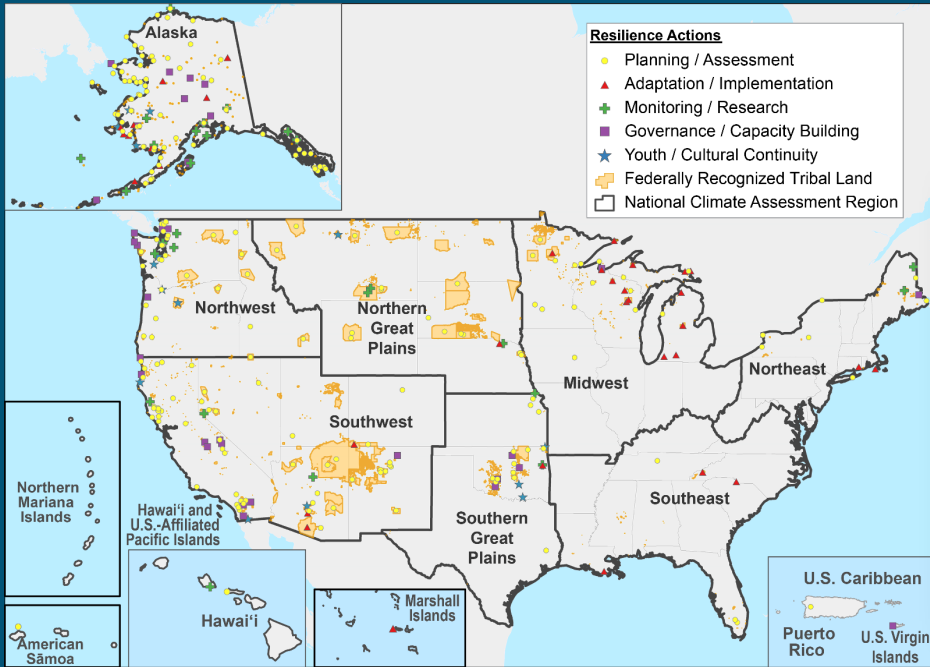 Alaska
Resilience Actions
Planning / Assessment
Adaptation / Implementation
Monitoring / Research
Governance / Capacity Building
Youth / Cultural Continuity
Federally Recognized Tribal Land
National Climate Assessment Region
Northwest
Northern
Great
Plains
Midwest
Northeast
Southwest
Southeast
Southern
Great
Plains
Northern
Mariana
Islands
Hawaiʻi and
U.S.-Affiliated
Pacific Islands
Hawaiʻi
American
Sāmoa
Marshall
Islands
U.S. Caribbean
Puerto
Rico
U.S. Virgin
Islands